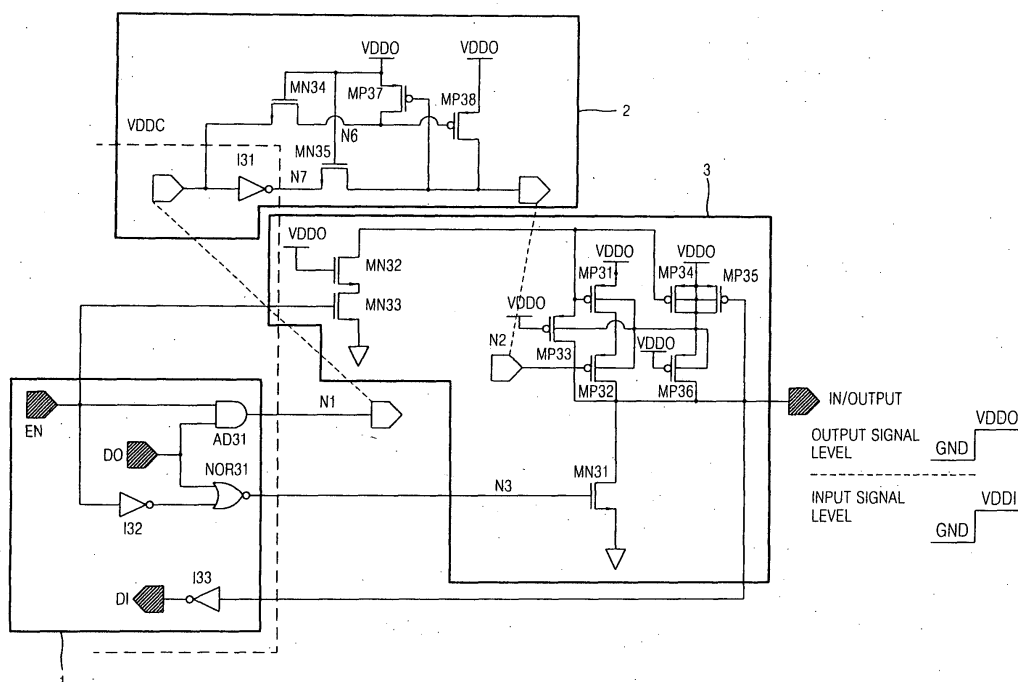 VDDO
VDDO
MN34
MP37
MP38
2
VDDC
N6
MN35
I31
N7
3
VDDO
MN32
MN33
VDDO
VDDO
MP31
MP34
MP35
VDDO
N2
VDDO
MP33
MP32
MP36
N1
EN
AD31
DO
NOR31
I32
N3
MN31
IN/OUTPUT
OUTPUT SIGNAL
LEVEL
GND
VDDO
INPUT SIGNAL
LEVEL
GND
VDDI
I33
DI
1